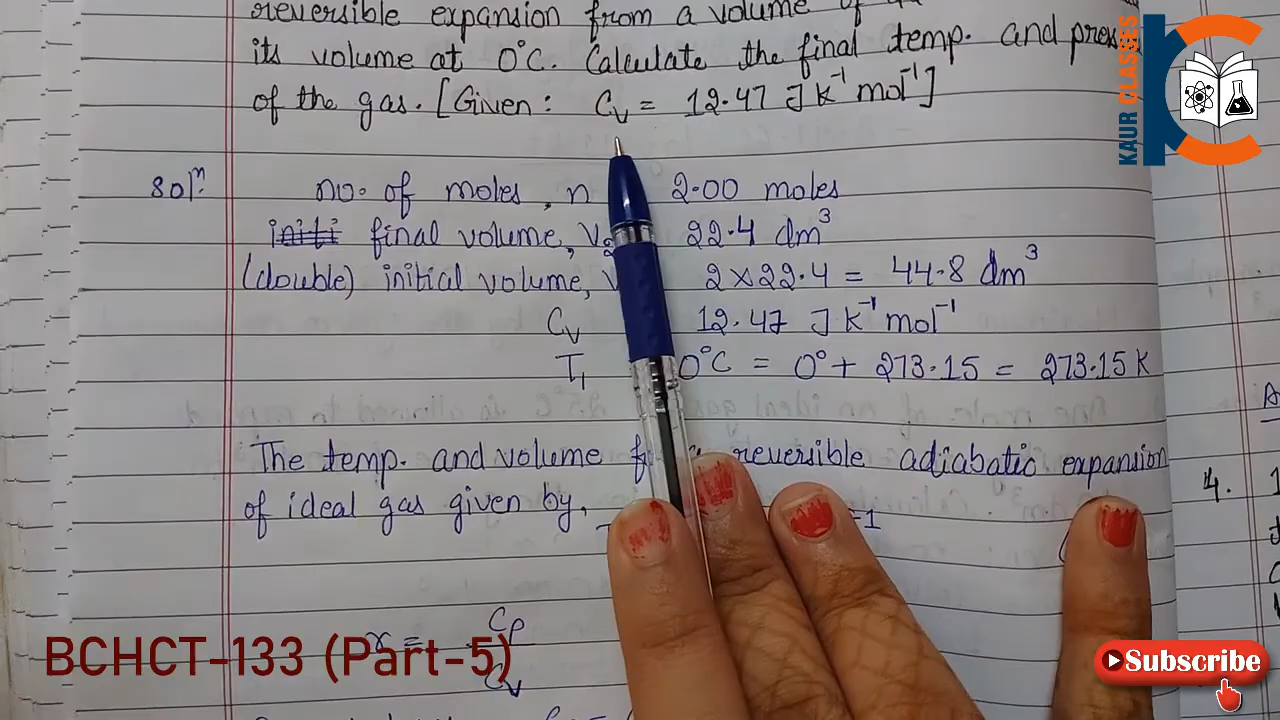 reversible expansion from a volume of
its volume at 0°C. Calculate the final temp. and pres
of the gas. [Given: Cv = 12.47 J K⁻¹ mol⁻¹]
Solⁿ. no. of moles, n 2.00 moles
final volume, V₂ 22.4 dm³
(double) initial volume, V 2 × 22.4 = 44.8 dm³
Cv 12.47 J K⁻¹ mol⁻¹
T₁ 0°C = 0° + 273.15 = 273.15 K
The temp. and volume reversible adiabatic expansion
of ideal gas given by,
4.
Cp
Cv
KAUR CLASSES
BCHCT-133 (Part-5)
Subscribe